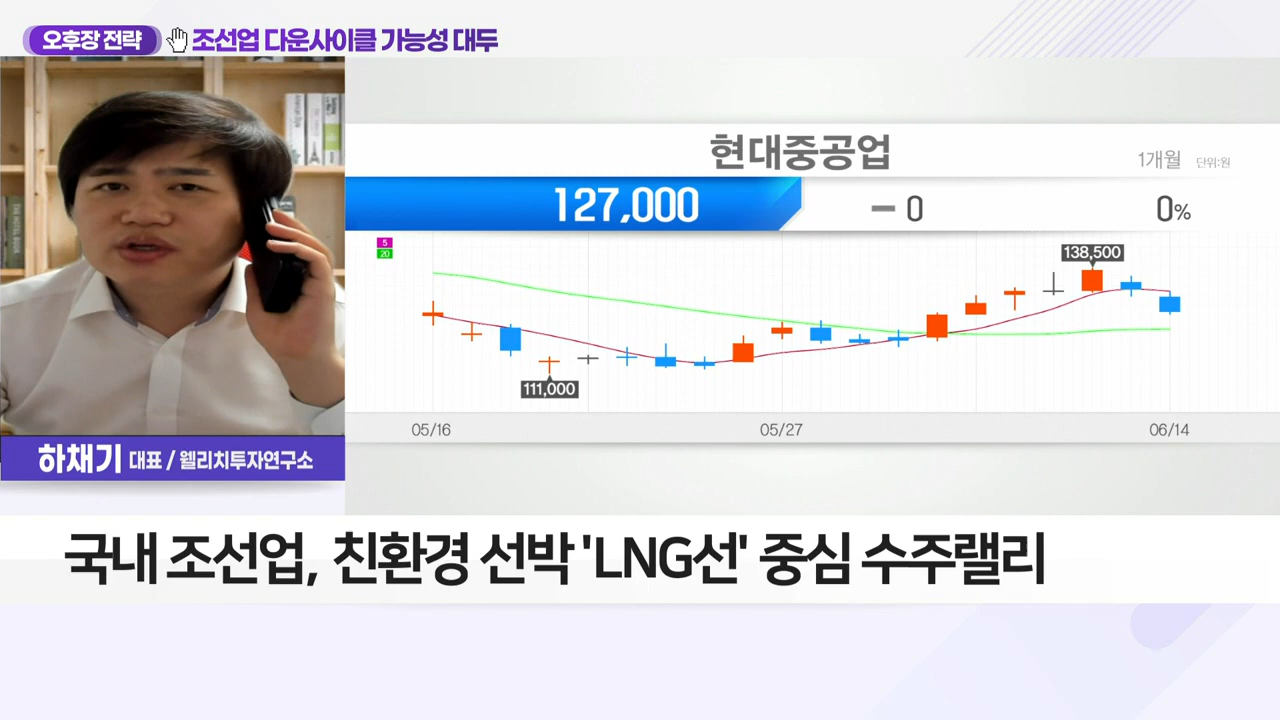 오후장 전략 조선업 다운사이클 가능성 대두
현대중공업
1개월 단위:원
127,000 0 0%
5
20
138,500
111,000
05/16 05/27 06/14
하채기 대표 / 웰리치투자연구소
국내 조선업, 친환경 선박 'LNG선' 중심 수주랠리